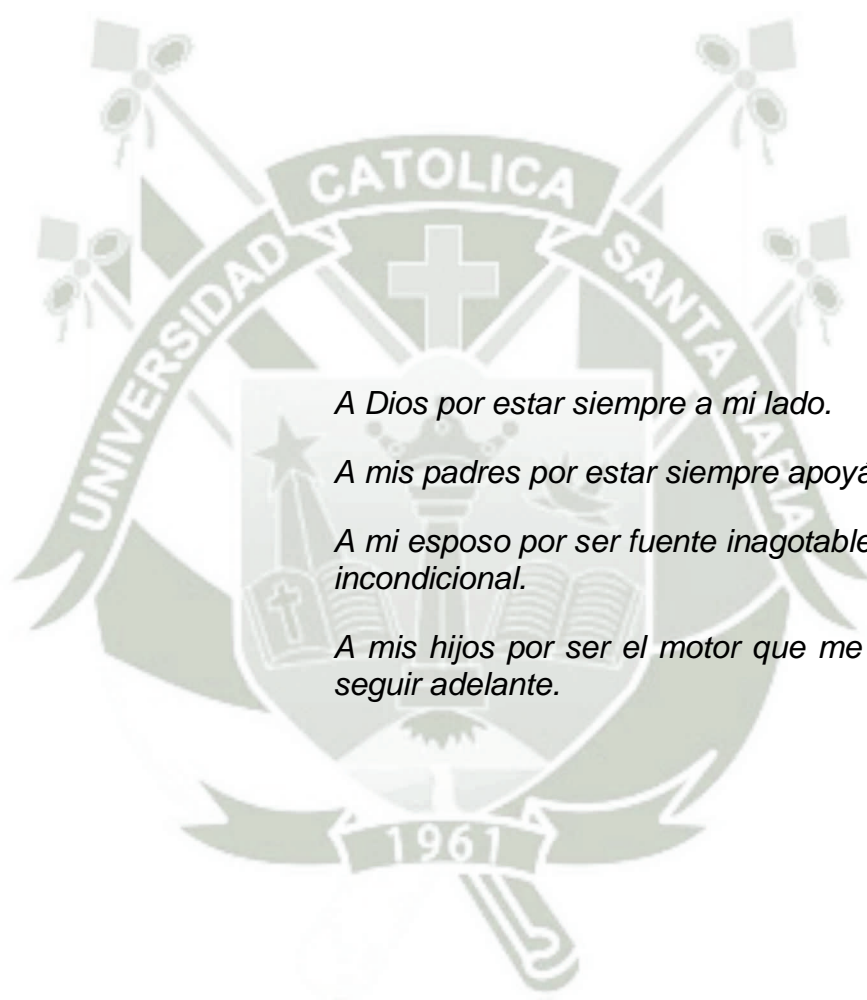 CATOLICA
UNIVERSIDAD
SANTA MARIA
A Dios por estar siempre a mi lado.
A mis padres por estar siempre
A mi esposo por ser fuente inagotable
incondicional.
A mis hijos por ser el motor que me
seguir adelante.
1961